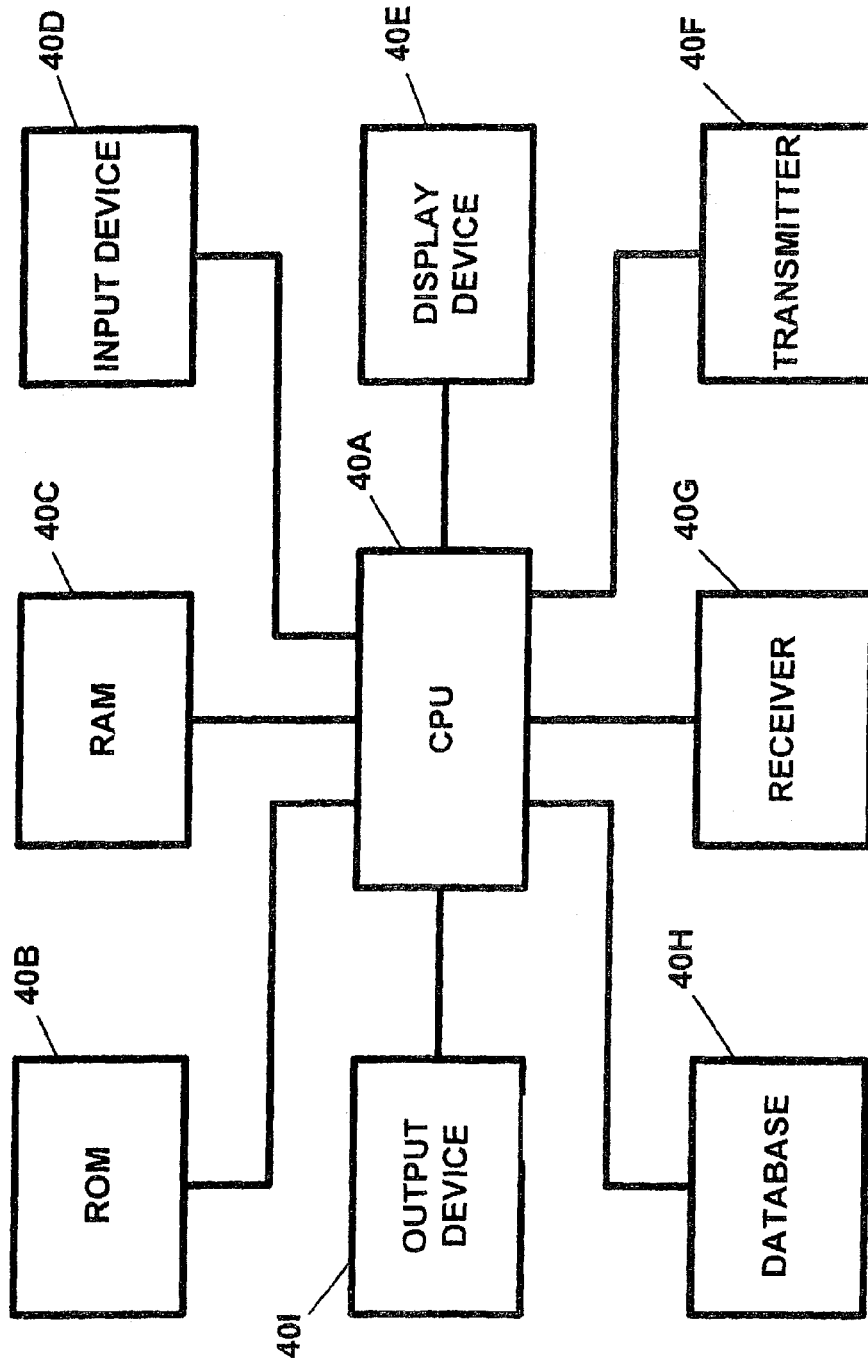 ROM
40B
RAM
40C
INPUT DEVICE
40D
40I
OUTPUT
DEVICE
CPU
40A
DISPLAY
DEVICE
40E
DATABASE
40H
RECEIVER
40G
TRANSMITTER
40F